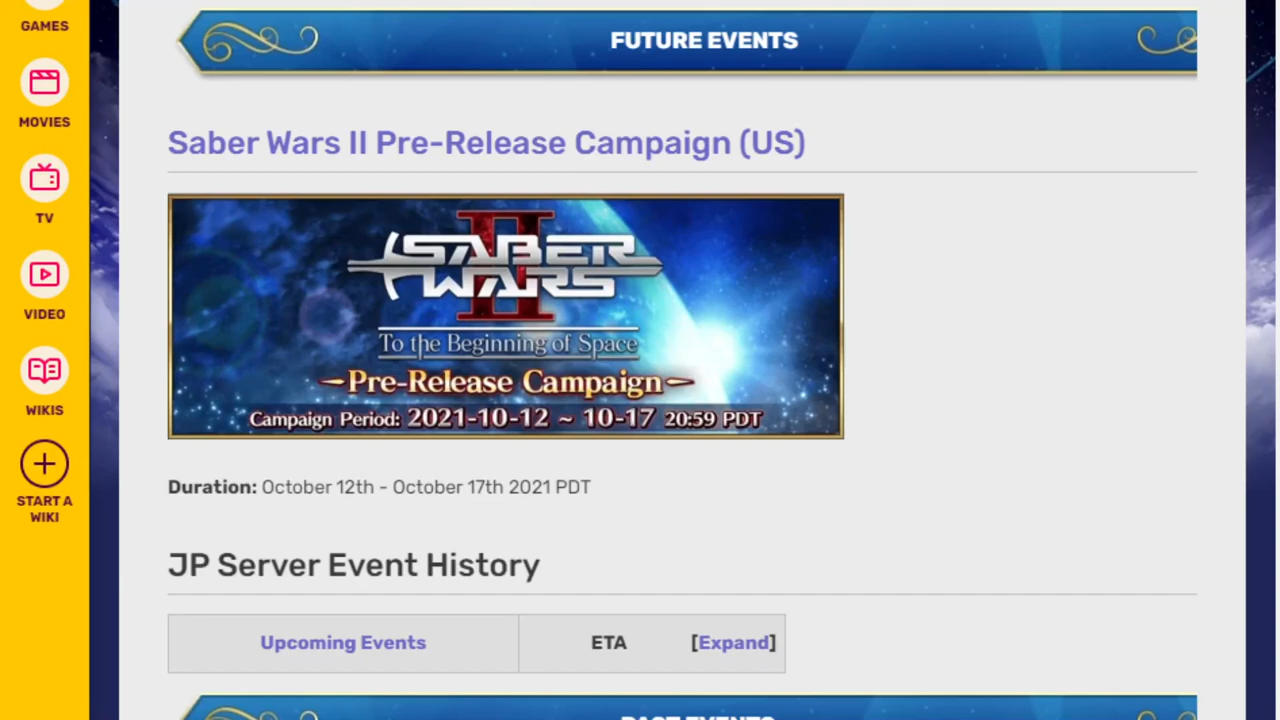 GAMES
MOVIES
TV
VIDEO
WIKIS
START A
WIKI
FUTURE EVENTS
Saber Wars II Pre-Release Campaign (US)
SABER
WARS
II
To the Beginning of Space
Pre-Release Campaign
Campaign Period: 2021-10-12 ~ 10-17 20:59 PDT
Duration: October 12th - October 17th 2021 PDT
JP Server Event History
Upcoming Events ETA [Expand]
PAST EVENTS